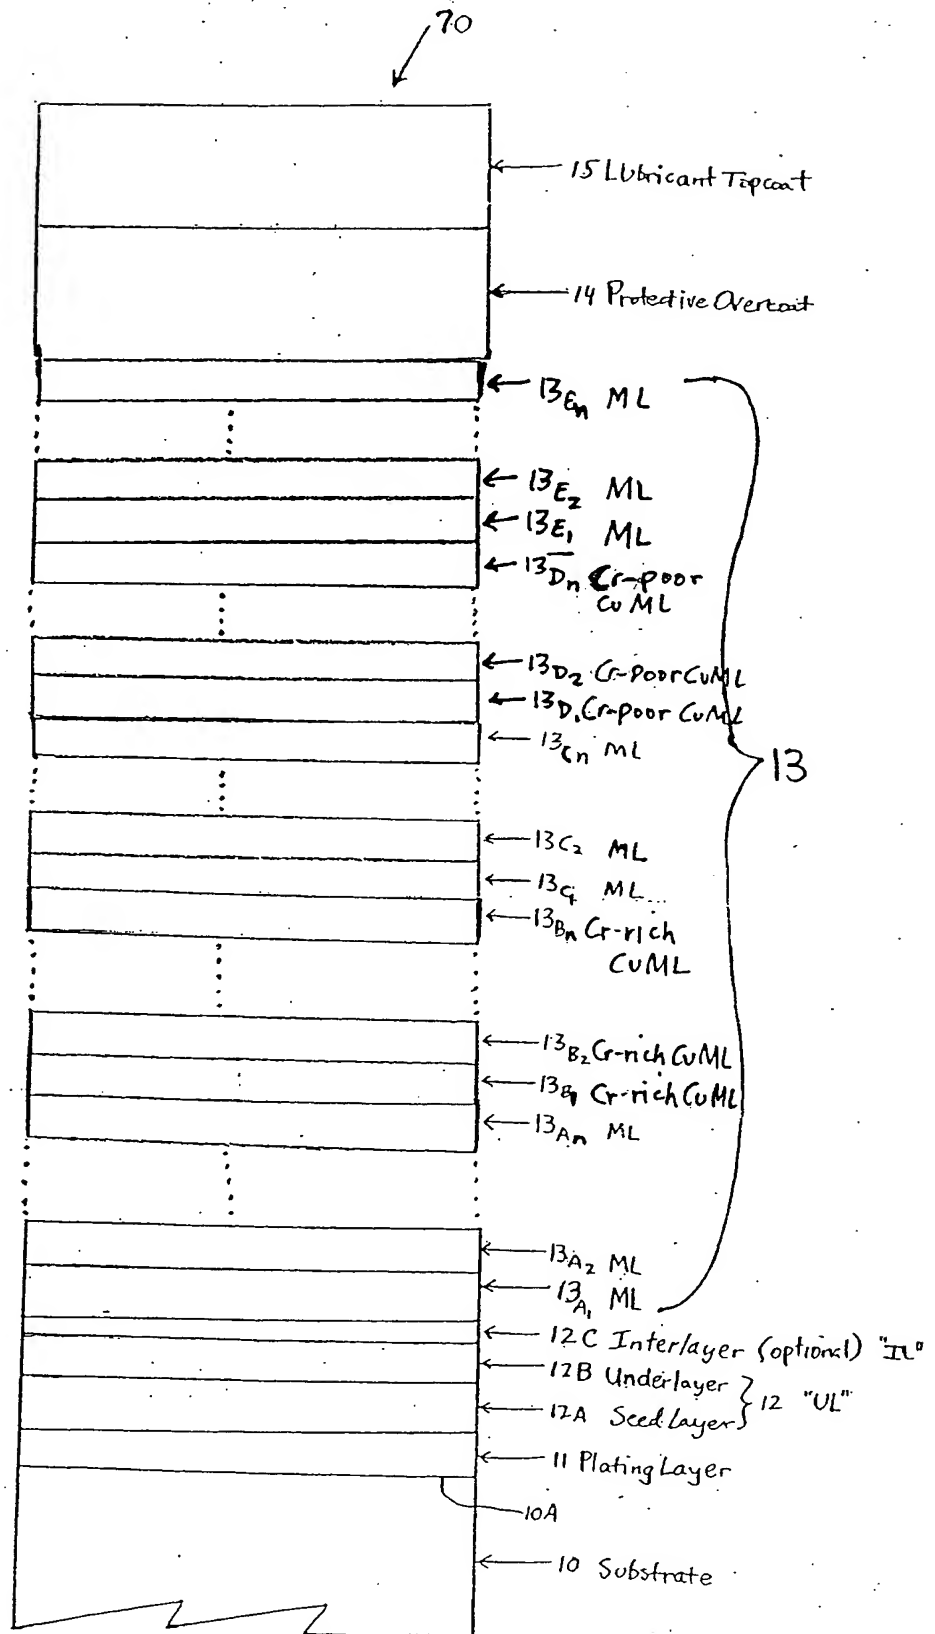 70
15 Lubricant Topcoat
14 Protective Overcoat
13En ML
13E2 ML
13E1 ML
13Dn Cr-poor
CuML
13D2 Cr-poor CuML
13D1 Cr-poor CuML
13Cn ML
13
13C2 ML
13C1 ML
13Bn Cr-rich
CuML
13B2 Cr-rich CuML
13B1 Cr-rich CuML
13An ML
13A2 ML
13A1 ML
12C Interlayer (optional) "IL"
12B Underlayer
12 "UL"
12A Seed Layer
11 Plating Layer
10A
10 Substrate